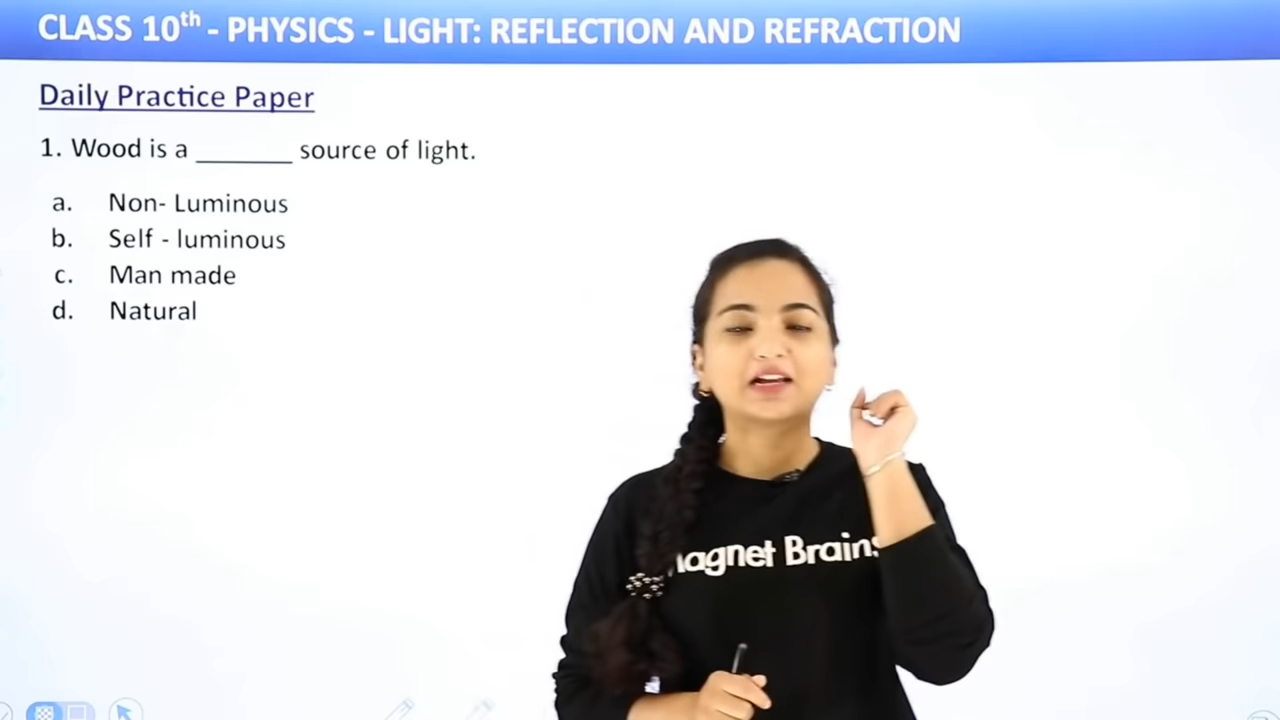 CLASS 10th - PHYSICS - LIGHT: REFLECTION AND REFRACTION
Daily Practice Paper
1. Wood is a _______ source of light.
a. Non- Luminous
b. Self - luminous
c. Man made
d. Natural
agnet Brains